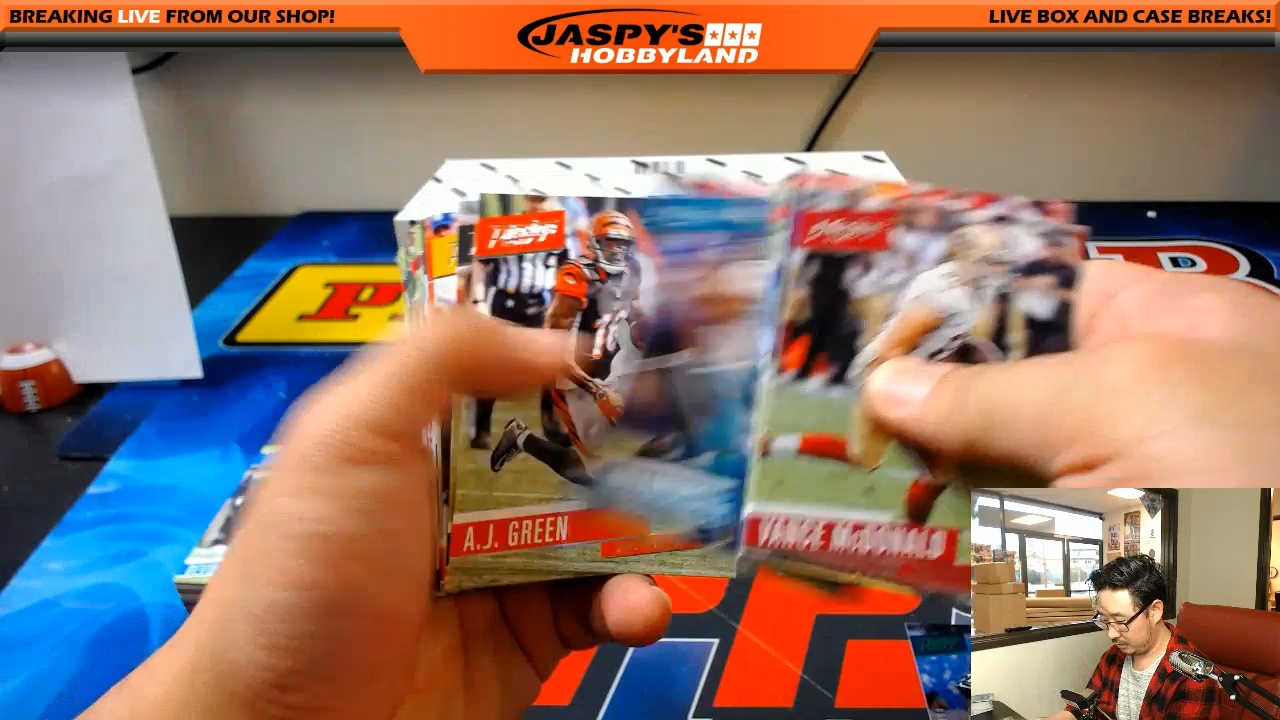 BREAKING LIVE FROM OUR SHOP!
JASPY'S
HOBBYLAND
LIVE BOX AND CASE BREAKS!
A.J. GREEN
VANCE McDONALD